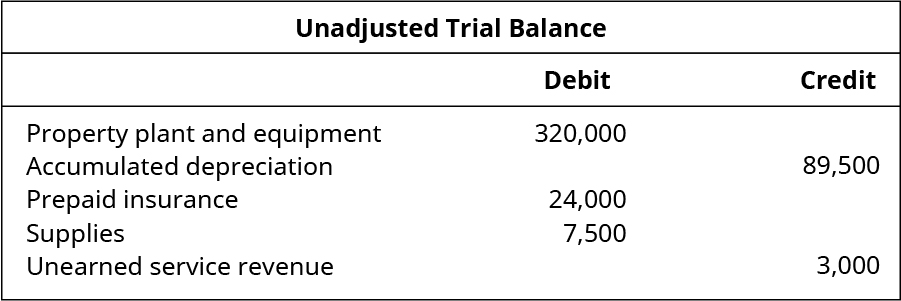 Unadjusted Trial Balance
Debit Credit
Property plant and equipment 320,000
Accumulated depreciation 89,500
Prepaid insurance 24,000
Supplies 7,500
Unearned service revenue 3,000